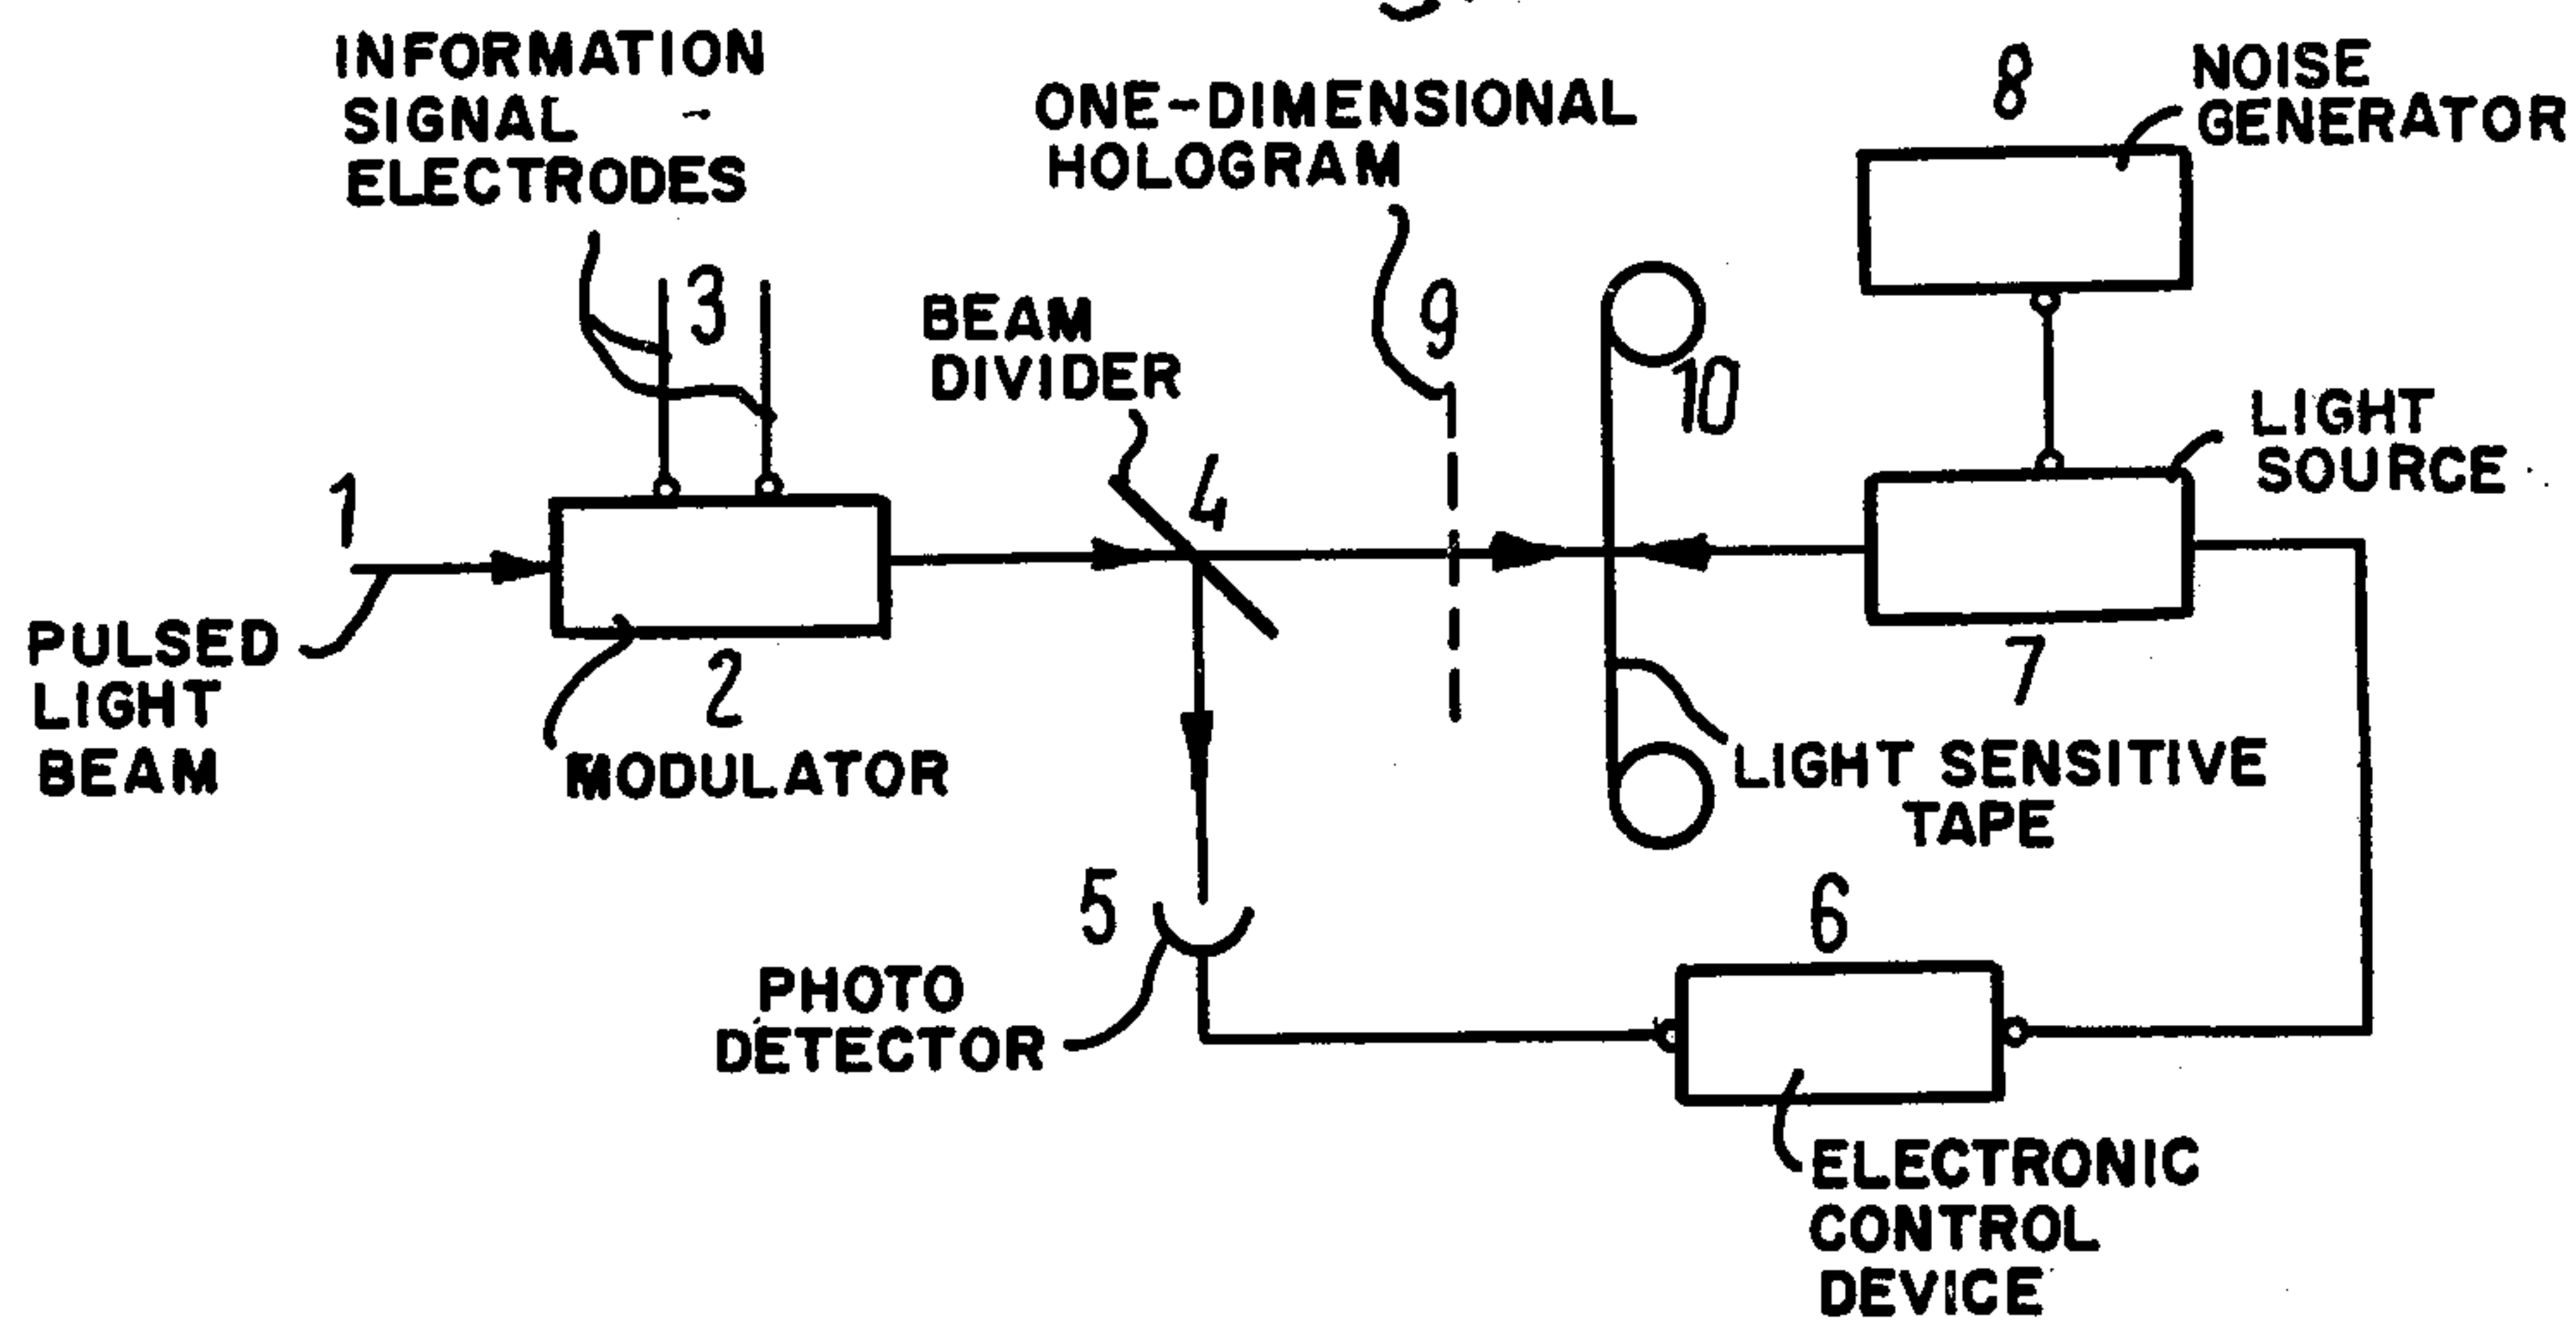 INFORMATION
SIGNAL
ELECTRODES
3
ONE-DIMENSIONAL
HOLOGRAM
9
8
NOISE
GENERATOR
BEAM
DIVIDER
4
10
LIGHT
SOURCE
7
1
PULSED
LIGHT
BEAM
2
MODULATOR
LIGHT SENSITIVE
TAPE
5
PHOTO
DETECTOR
6
ELECTRONIC
CONTROL
DEVICE